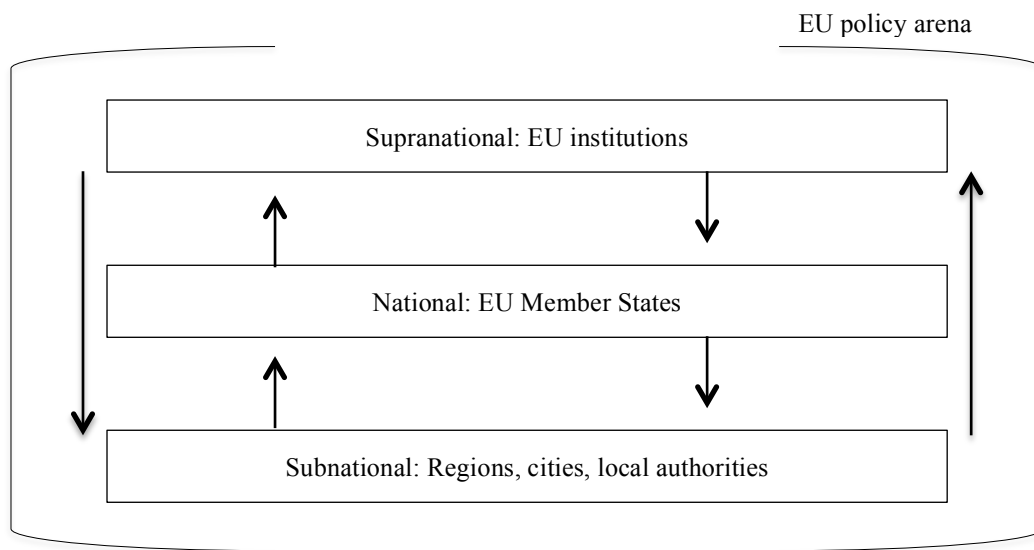 EU policy arena
Supranational: EU institutions
National: EU Member States
Subnational: Regions, cities, local authorities